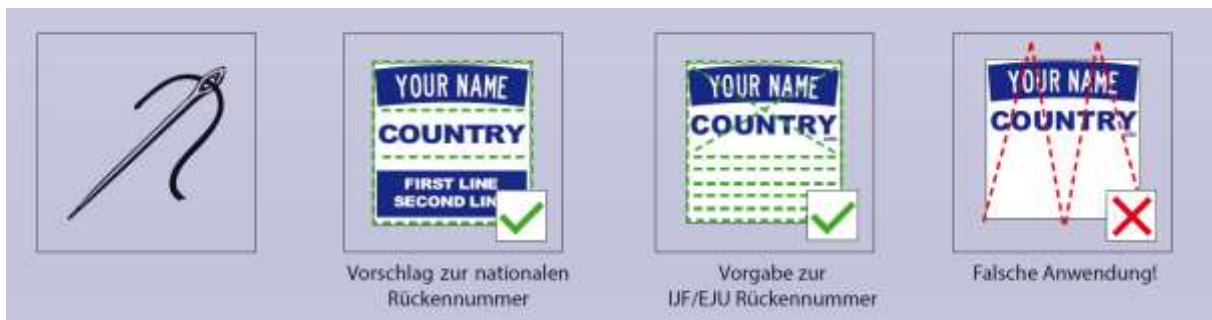 YOUR NAME
COUNTRY
FIRST LINE
SECOND LIN
Vorschlag zur nationalen
Rückennummer
YOUR NAME
COUNTRY
Vorgabe zur
IJF/EJU Rückennummer
YOUR NAME
COUNTRY
Falsche Anwendung!